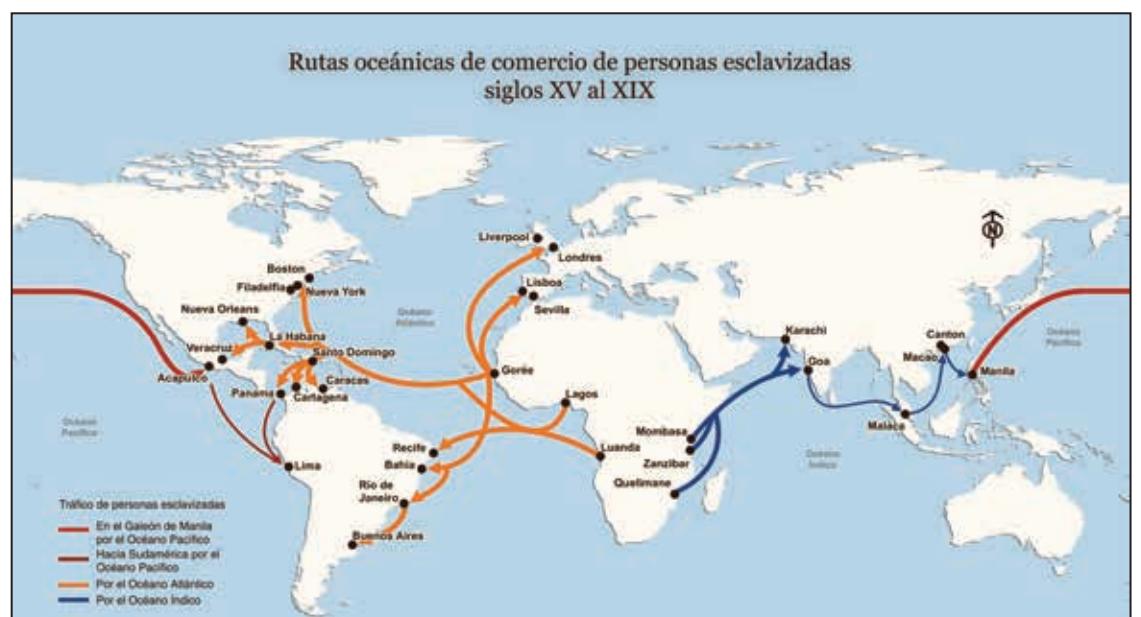 Rutas oceánicas de comercio de personas esclavizadas
siglos XV al XIX
N
Liverpool
Londres
Boston
Filadelfia
Nueva York
Lisboa
Sevilla
Nueva Orleans
Océano
Atlántico
La Habana
Veracruz
Santo Domingo
Acapulco
Panama
Cartagena
Caracas
Gorée
Lagos
Karachi
Goa
Canton
Macao
Manila
Océano
Pacífico
Océano
Pacífico
Malaca
Mombasa
Zanzibar
Quelimane
Océano
Índico
Luanda
Recife
Bahía
Lima
Río de
Janeiro
Buenos Aires
Tráfico de personas esclavizadas
En el Galeón de Manila
por el Océano Pacífico
Hacia Sudamérica por el
Océano Pacífico
Por el Océano Atlántico
Por el Océano Índico